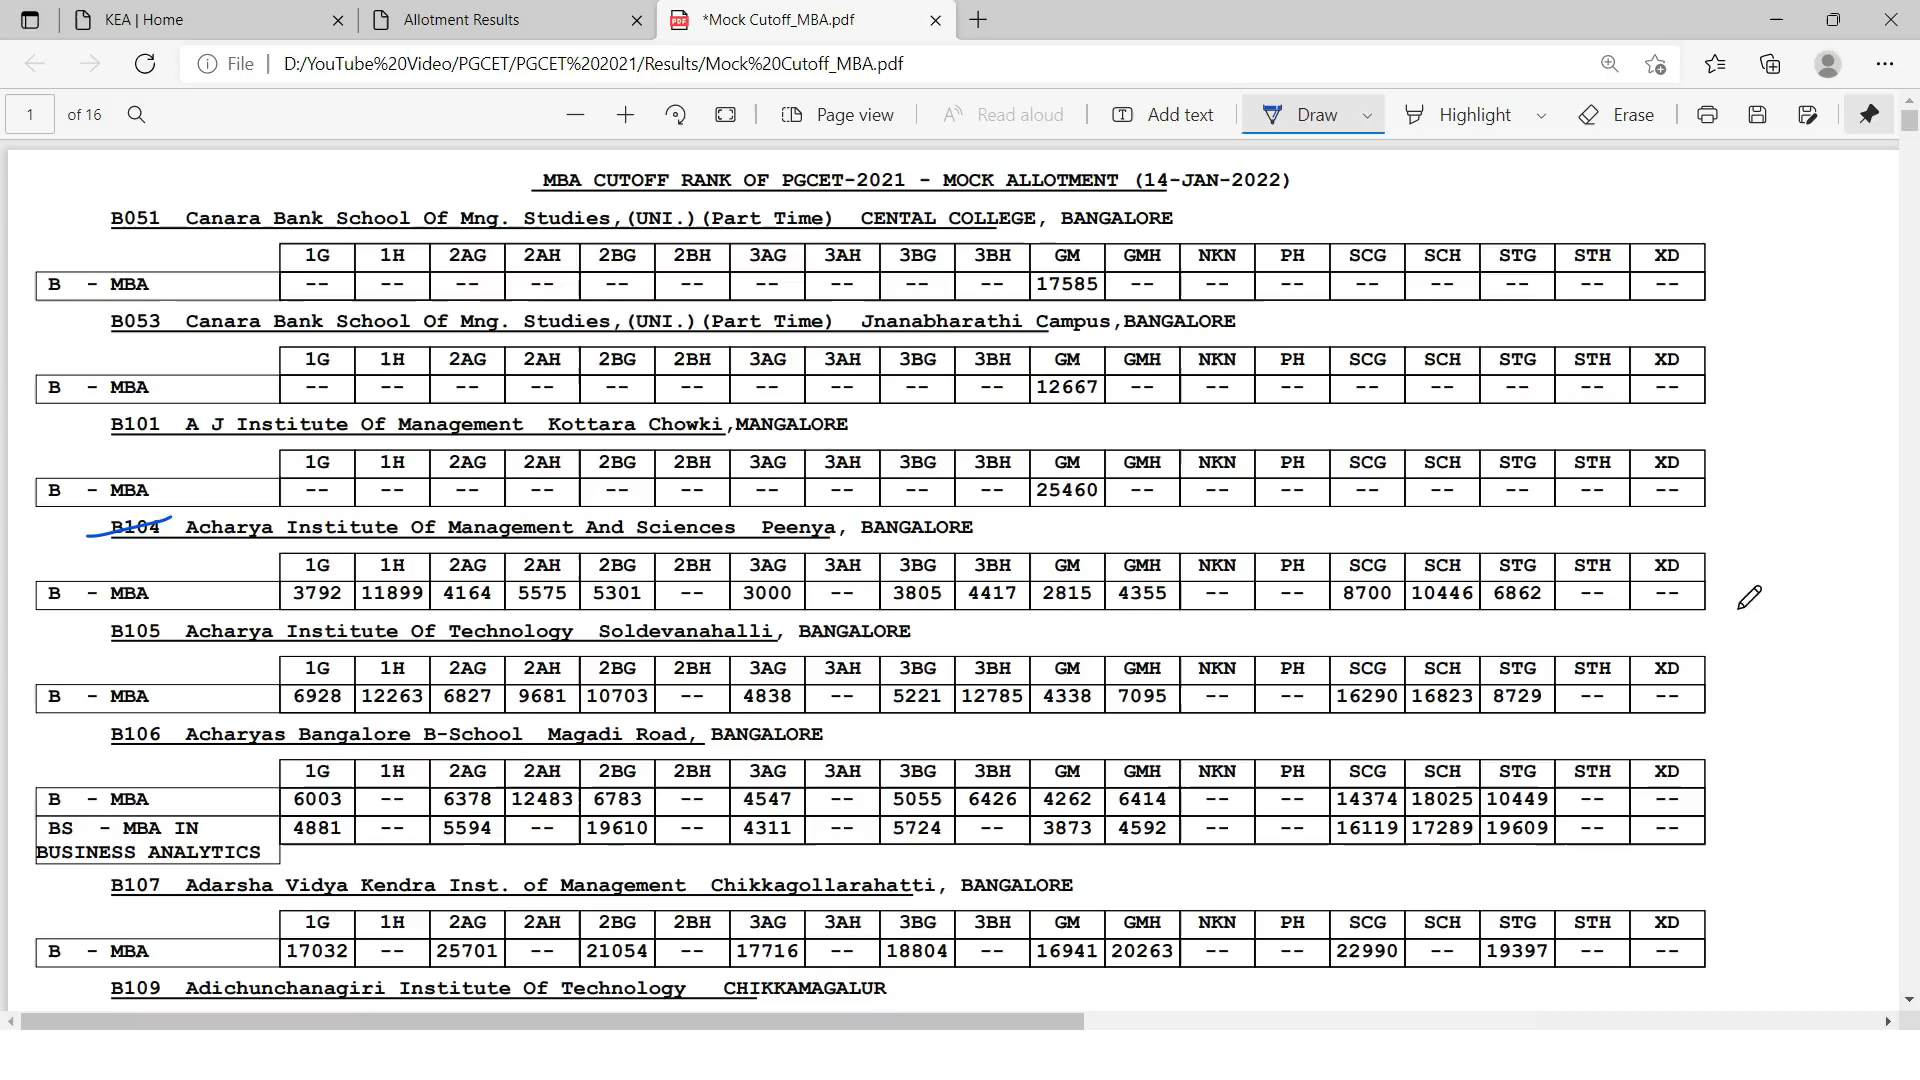 KEA | Home
Allotment Results
*Mock Cutoff_MBA.pdf
File
D:/YouTube%20Video/PGCET/PGCET%202021/Results/Mock%20Cutoff_MBA.pdf
1 of 16
Page view
Read aloud
Add text
Draw
Highlight
Erase
MBA CUTOFF RANK OF PGCET-2021 - MOCK ALLOTMENT (14-JAN-2022)
B051 Canara Bank School Of Mng. Studies,(UNI.)(Part Time) CENTAL COLLEGE, BANGALORE
1G 1H 2AG 2AH 2BG 2BH 3AG 3AH 3BG 3BH GM GMH NKN PH SCG SCH STG STH XD
B - MBA -- -- -- -- -- -- -- -- -- -- 17585 -- -- -- -- -- -- -- --
B053 Canara Bank School Of Mng. Studies,(UNI.)(Part Time) Jnanabharathi Campus,BANGALORE
1G 1H 2AG 2AH 2BG 2BH 3AG 3AH 3BG 3BH GM GMH NKN PH SCG SCH STG STH XD
B - MBA -- -- -- -- -- -- -- -- -- -- 12667 -- -- -- -- -- -- -- --
B101 A J Institute Of Management Kottara Chowki,MANGALORE
1G 1H 2AG 2AH 2BG 2BH 3AG 3AH 3BG 3BH GM GMH NKN PH SCG SCH STG STH XD
B - MBA -- -- -- -- -- -- -- -- -- -- 25460 -- -- -- -- -- -- -- --
B104 Acharya Institute Of Management And Sciences Peenya, BANGALORE
1G 1H 2AG 2AH 2BG 2BH 3AG 3AH 3BG 3BH GM GMH NKN PH SCG SCH STG STH XD
B - MBA 3792 11899 4164 5575 5301 -- 3000 -- 3805 4417 2815 4355 -- -- 8700 10446 6862 -- --
B105 Acharya Institute Of Technology Soldevanahalli, BANGALORE
1G 1H 2AG 2AH 2BG 2BH 3AG 3AH 3BG 3BH GM GMH NKN PH SCG SCH STG STH XD
B - MBA 6928 12263 6827 9681 10703 -- 4838 -- 5221 12785 4338 7095 -- -- 16290 16823 8729 -- --
B106 Acharyas Bangalore B-School Magadi Road, BANGALORE
1G 1H 2AG 2AH 2BG 2BH 3AG 3AH 3BG 3BH GM GMH NKN PH SCG SCH STG STH XD
B - MBA 6003 -- 6378 12483 6783 -- 4547 -- 5055 6426 4262 6414 -- -- 14374 18025 10449 -- --
BS - MBA IN 4881 -- 5594 -- 19610 -- 4311 -- 5724 -- 3873 4592 -- -- 16119 17289 19609 -- --
BUSINESS ANALYTICS
B107 Adarsha Vidya Kendra Inst. of Management Chikkagollarahatti, BANGALORE
1G 1H 2AG 2AH 2BG 2BH 3AG 3AH 3BG 3BH GM GMH NKN PH SCG SCH STG STH XD
B - MBA 17032 -- 25701 -- 21054 -- 17716 -- 18804 -- 16941 20263 -- -- 22990 -- 19397 -- --
B109 Adichunchanagiri Institute Of Technology CHIKKAMAGALUR